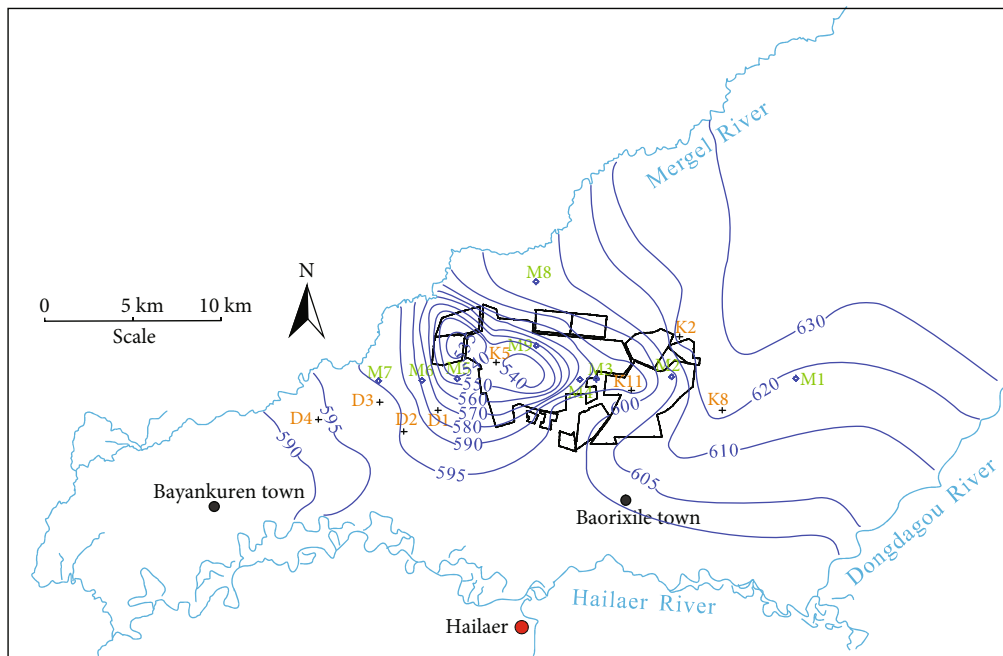 Mergel River
N
M8
0 5 km 10 km
Scale
K2
630
M9
K5
540
540
M7
M6
M5
M3
M2
M4
K11
620
M1
550
560
570
580
590
600
K8
D3
D2
D1
D4
595
590
595
610
605
Bayankuren town
Baorixile town
Dongdagou River
Hailaer River
Hailaer